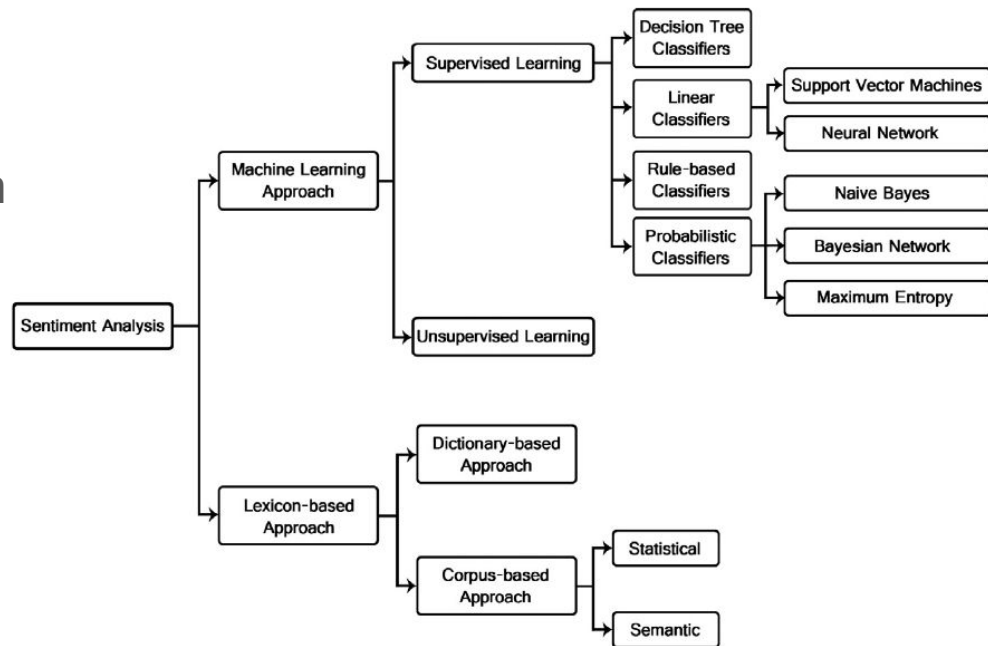 Sentiment Analysis
Machine Learning
Approach
Supervised Learning
Decision Tree
Classifiers
Linear
Classifiers
Support Vector Machines
Neural Network
Rule-based
Classifiers
Probabilistic
Classifiers
Naive Bayes
Bayesian Network
Maximum Entropy
Unsupervised Learning
Lexicon-based
Approach
Dictionary-based
Approach
Corpus-based
Approach
Statistical
Semantic